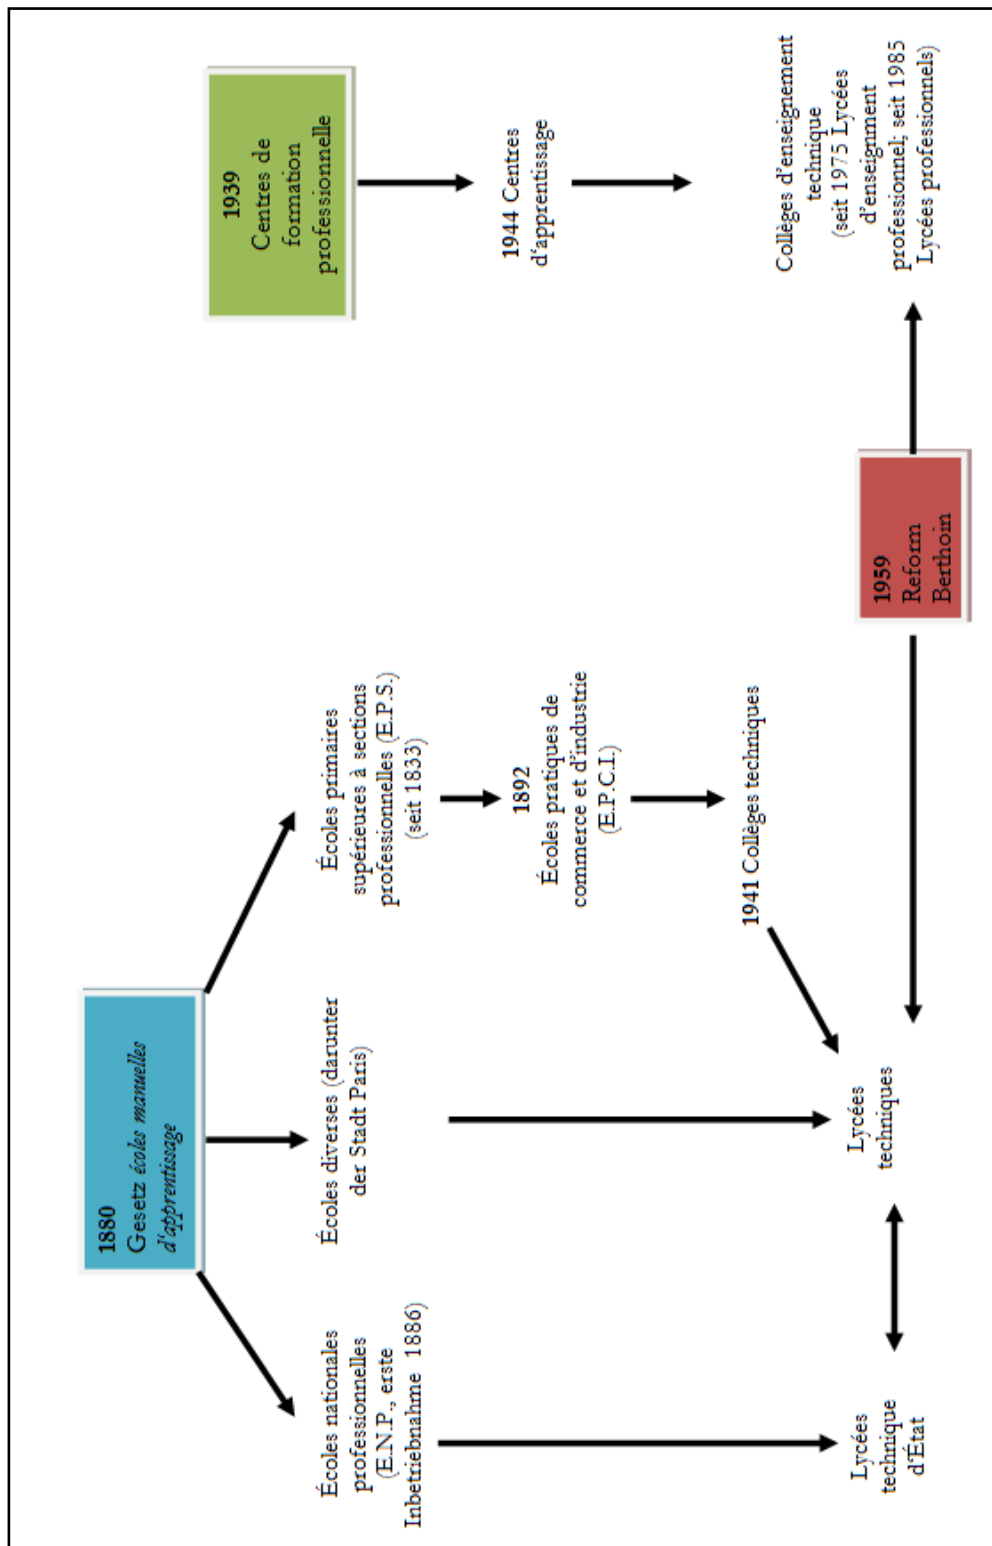 1880
Gesetz écoles manuelles
d'apprentissage
1939
Centres de
formation
professionnelle
Écoles nationales
professionnelles
(E.N.P., erste
Inbetriebnahme 1886)
Écoles diverses (darunter
der Stadt Paris)
Écoles primaires
supérieures à sections
professionnelles (E.P.S.)
(seit 1833)
1944 Centres
d'apprentissage
1892
Écoles pratiques de
commerce et d'industrie
(E.P.C.I.)
1941 Collèges techniques
Lycées
technique
d'État
Lycées
techniques
1959
Reform
Berthoin
Collèges d'enseignement
technique
(seit 1975 Lycées
d'enseignment
professionnel; seit 1985
Lycées professionnels)